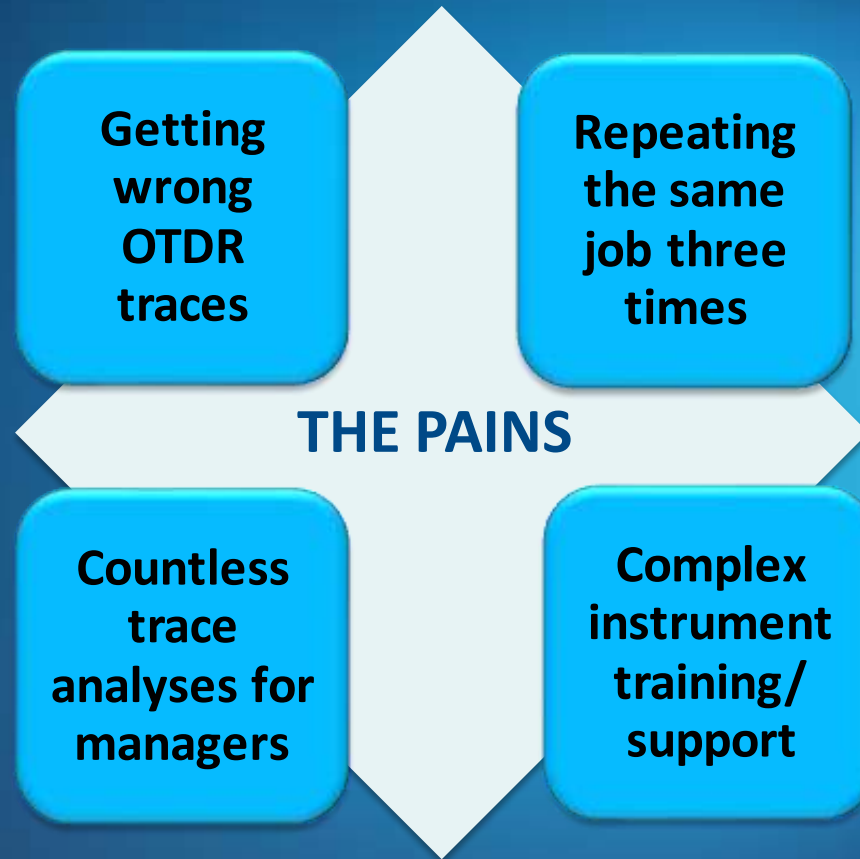 Getting
wrong
OTDR
traces
Repeating
the same
job three
times
THE PAINS
Countless
trace
analyses for
managers
Complex
instrument
training/
support